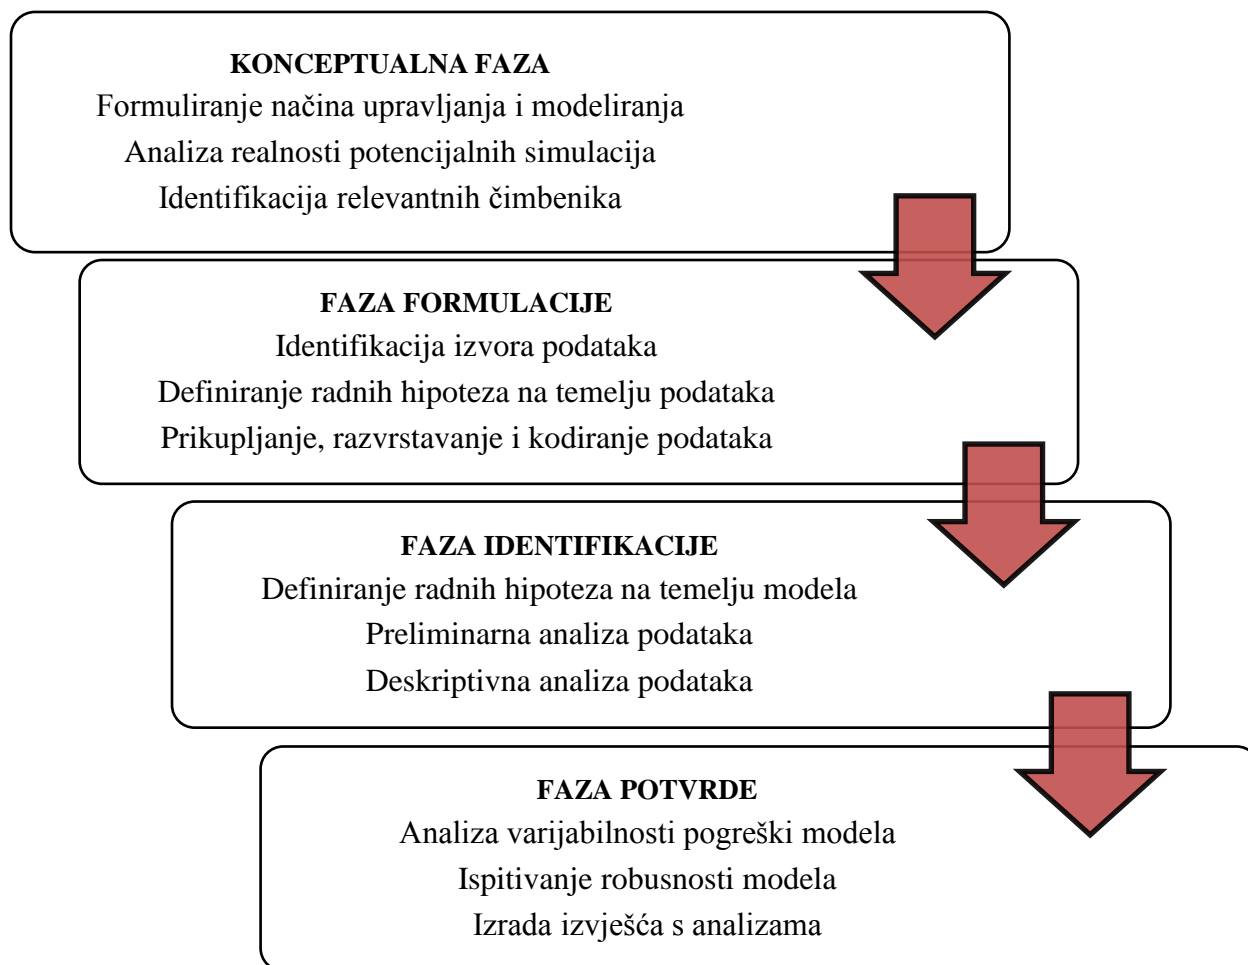 KONCEPTUALNA FAZA
Formuliranje načina upravljanja i modeliranja
Analiza realnosti potencijalnih simulacija
Identifikacija relevantnih čimbenika
FAZA FORMULACIJE
Identifikacija izvora podataka
Definiranje radnih hipoteza na temelju podataka
Prikupljanje, razvrstavanje i kodiranje podataka
FAZA IDENTIFIKACIJE
Definiranje radnih hipoteza na temelju modela
Preliminarna analiza podataka
Deskriptivna analiza podataka
FAZA POTVRDE
Analiza varijabilnosti pogreški modela
Ispitivanje robusnosti modela
Izrada izvješća s analizama